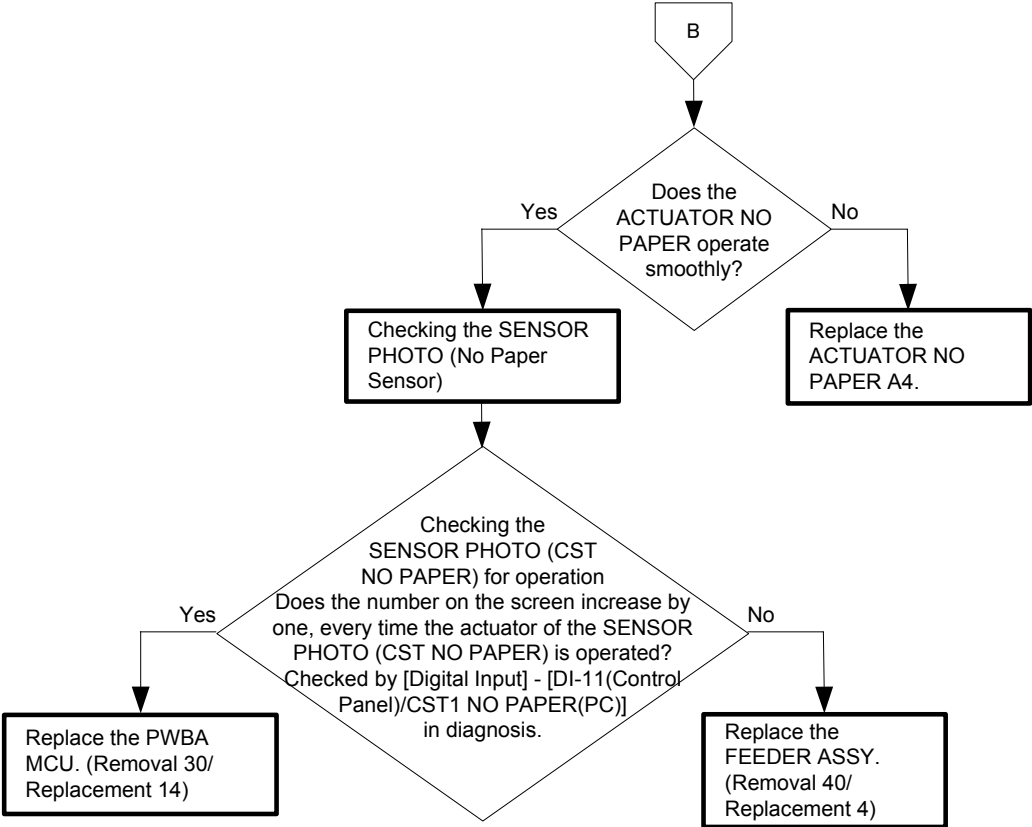 B
Does the
ACTUATOR NO
PAPER operate
smoothly?
Yes
No
Checking the SENSOR
PHOTO (No Paper
Sensor)
Replace the
ACTUATOR NO
PAPER A4.
Checking the
SENSOR PHOTO (CST
NO PAPER) for operation
Does the number on the screen increase by
one, every time the actuator of the SENSOR
PHOTO (CST NO PAPER) is operated?
Checked by [Digital Input] - [DI-11(Control
Panel)/CST1 NO PAPER(PC)]
in diagnosis.
Yes
No
Replace the PWBA
MCU. (Removal 30/
Replacement 14)
Replace the
FEEDER ASSY.
(Removal 40/
Replacement 4)